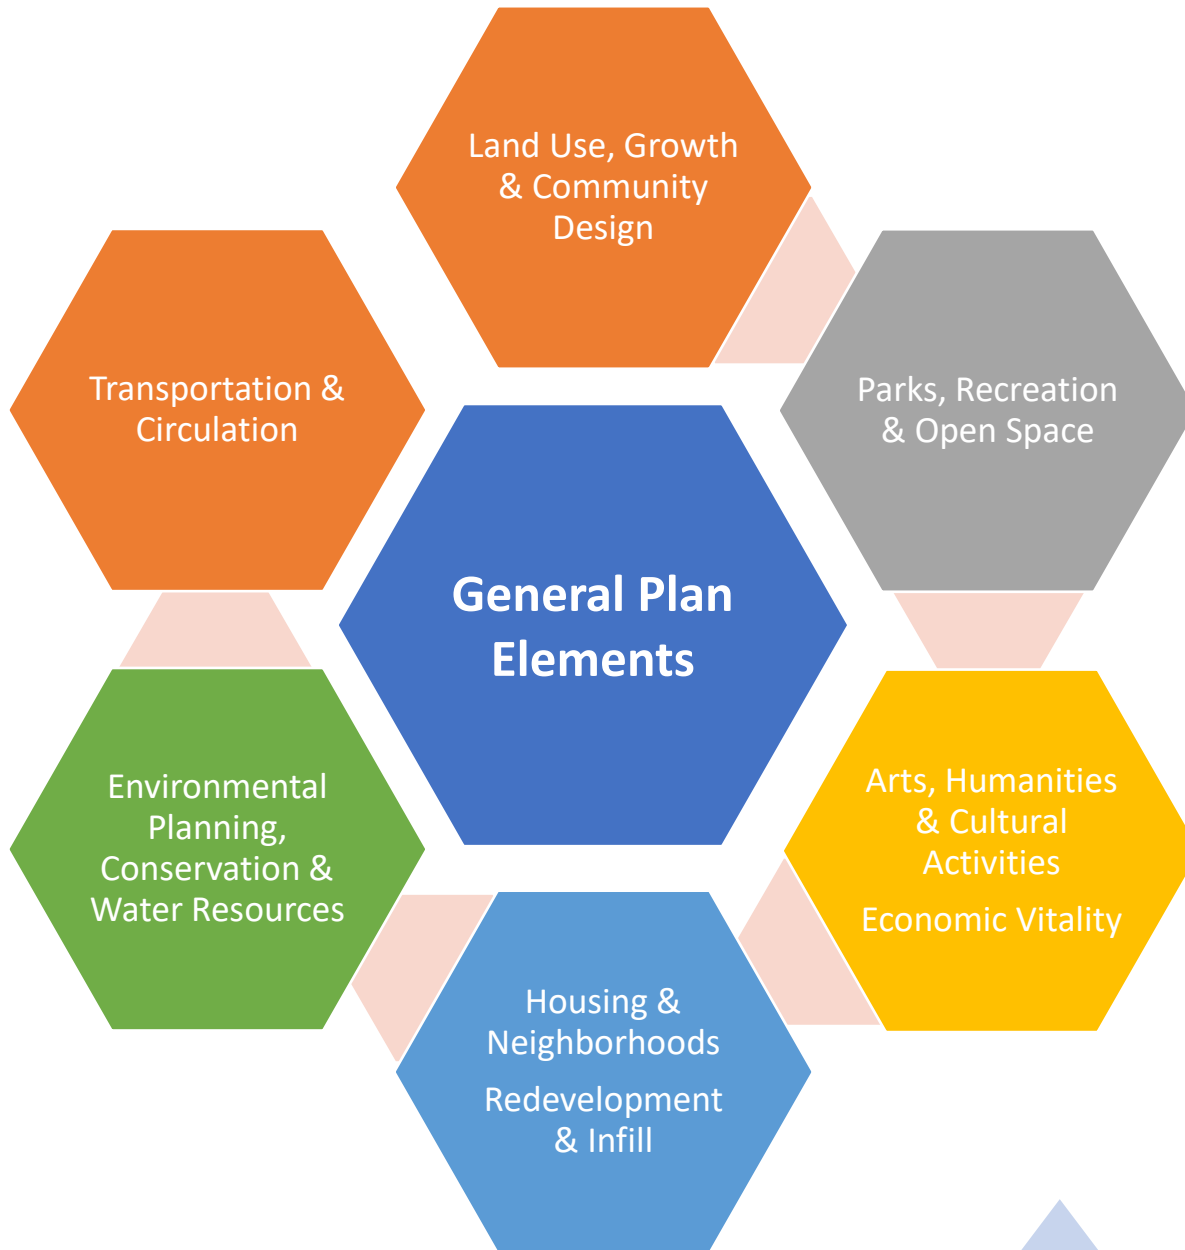 Land Use, Growth
& Community
Design
Transportation &
Circulation
Parks, Recreation
& Open Space
General Plan
Elements
Environmental
Planning,
Conservation &
Water Resources
Arts, Humanities
& Cultural
Activities
Economic Vitality
Housing &
Neighborhoods
Redevelopment
& Infill